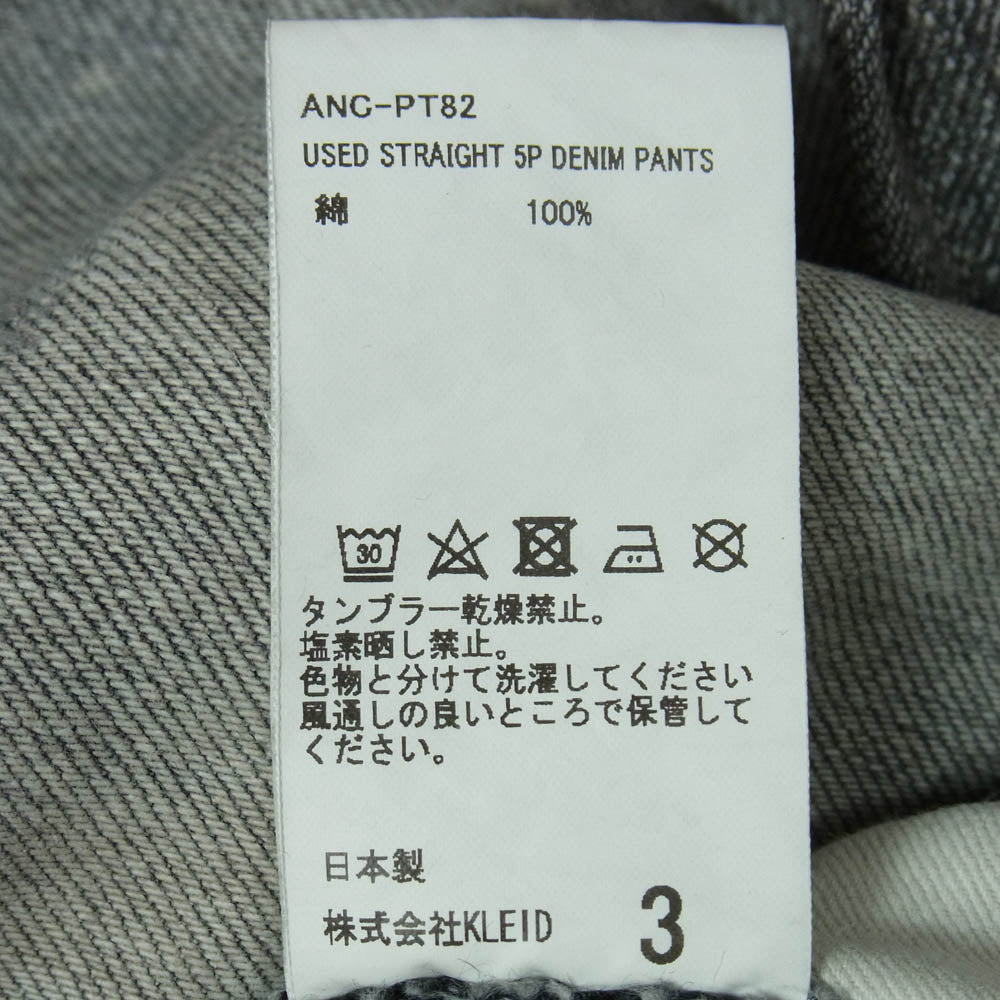 ANC-PT82
USED STRAIGHT 5P DENIM PANTS
綿 100%
30
タンブラー乾燥禁止。
塩素晒し禁止。
色物と分けて洗濯してください
風通しの良いところで保管して
ください。
日本製
株式会社KLEID 3